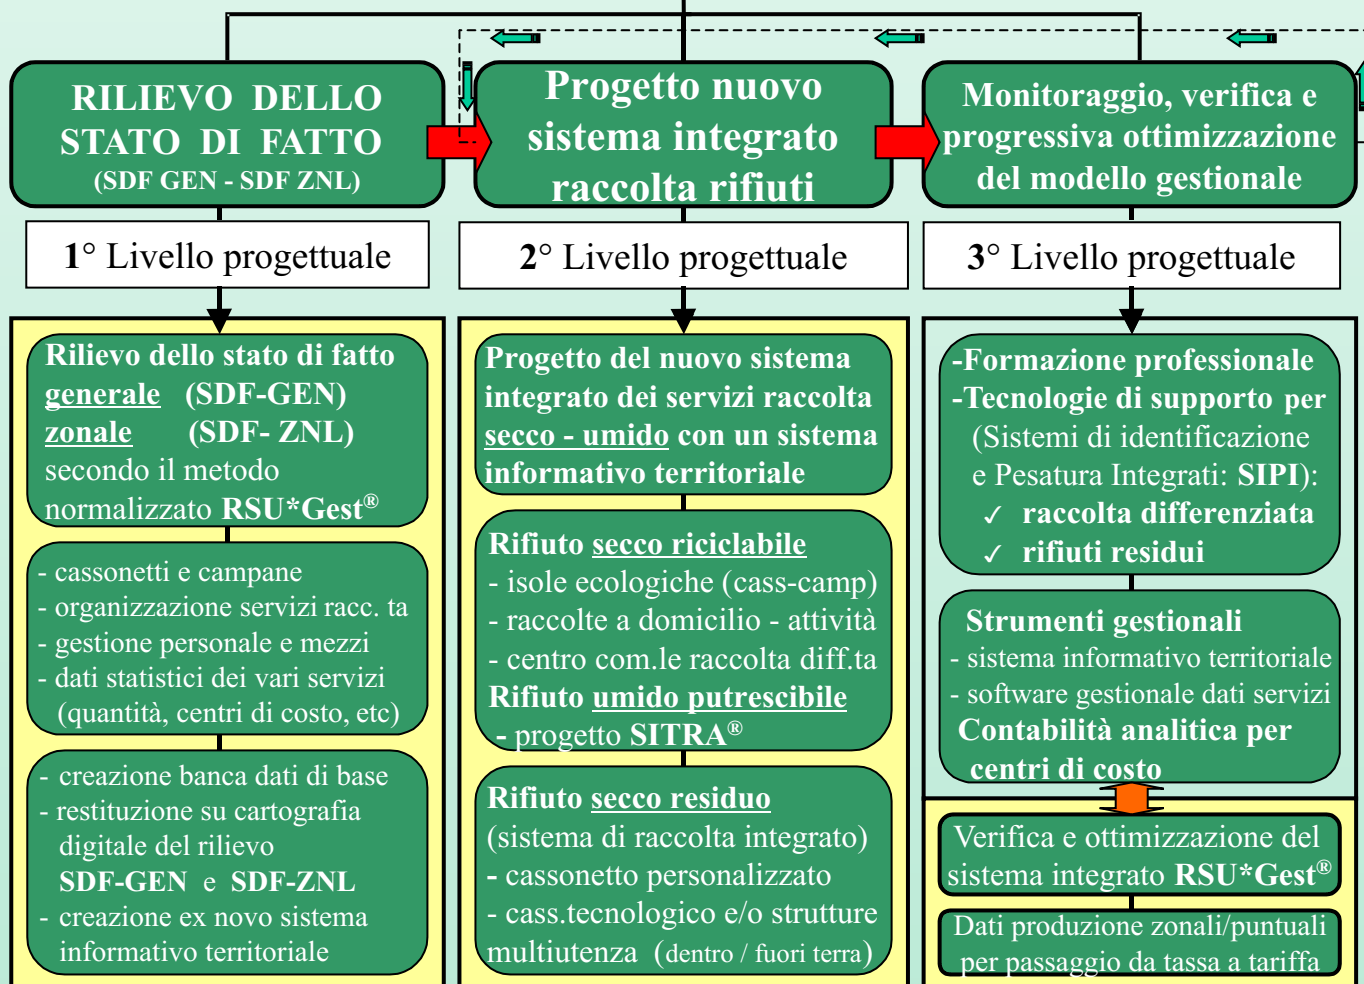 RILIEVO DELLO
STATO DI FATTO
(SDF GEN - SDF ZNL)
1° Livello progettuale
Rilievo dello stato di fatto
generale (SDF-GEN)
zonale (SDF- ZNL)
secondo il metodo
normalizzato RSU*Gest®
- cassonetti e campane
- organizzazione servizi racc. ta
- gestione personale e mezzi
- dati statistici dei vari servizi
(quantità, centri di costo, etc)
- creazione banca dati di base
- restituzione su cartografia
digitale del rilievo
SDF-GEN e SDF-ZNL
- creazione ex novo sistema
informativo territoriale
Progetto nuovo
sistema integrato
raccolta rifiuti
2° Livello progettuale
Progetto del nuovo sistema
integrato dei servizi raccolta
secco - umido con un sistema
informativo territoriale
Rifiuto secco riciclabile
- isole ecologiche (cass-camp)
- raccolte a domicilio - attività
- centro com.le raccolta diff.ta
Rifiuto umido putrescibile
- progetto SITRA®
Rifiuto secco residuo
(sistema di raccolta integrato)
- cassonetto personalizzato
- cass.tecnologico e/o strutture
multiutenza (dentro / fuori terra)
Monitoraggio, verifica e
progressiva ottimizzazione
del modello gestionale
3° Livello progettuale
-Formazione professionale
-Tecnologie di supporto per
(Sistemi di identificazione
e Pesatura Integrati: SIPI):
✓ raccolta differenziata
✓ rifiuti residui
Strumenti gestionali
- sistema informativo territoriale
- software gestionale dati servizi
Contabilità analitica per
centri di costo
Verifica e ottimizzazione del
sistema integrato RSU*Gest®
Dati produzione zonali/puntuali
per passaggio da tassa a tariffa